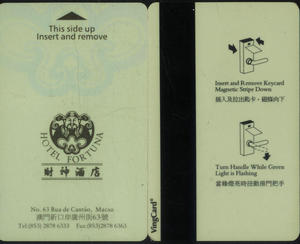 This side up
Insert and remove
HOTEL FORTUNA
財神酒店
No. 63 Rua de Cantão, Macau
澳門新口岸廣州街63號
Tel:(853) 2878 6333 Fax:(853)2878 6363
VingCard®
Insert and Remove Keycard
Magnetic Stripe Down
插入及拉出匙卡，磁條向下
Turn Handle While Green
Light is Flashing
當綠燈亮時扭動房門把手